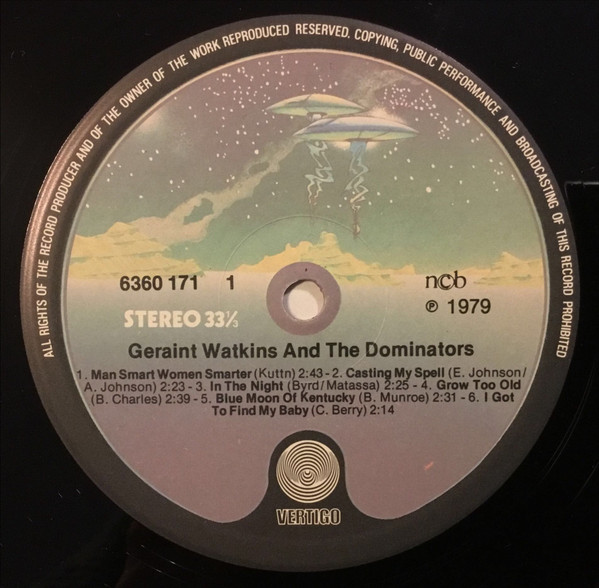 ALL RIGHTS OF THE RECORD PRODUCER AND OF THE OWNER OF THE WORK REPRODUCED RESERVED. COPYING, PUBLIC PERFORMANCE AND BROADCASTING OF THIS RECORD PROHIBITED
6360 171 1
ncb
STEREO 33⅓
℗ 1979
Geraint Watkins And The Dominators
1. Man Smart Women Smarter (Kuttn) 2:43 - 2. Casting My Spell (E. Johnson/
A. Johnson) 2:23 - 3. In The Night (Byrd/Matassa) 2:25 - 4. Grow Too Old
(B. Charles) 2:39 - 5. Blue Moon Of Kentucky (B. Munroe) 2:31 - 6. I Got
To Find My Baby (C. Berry) 2:14
VERTIGO